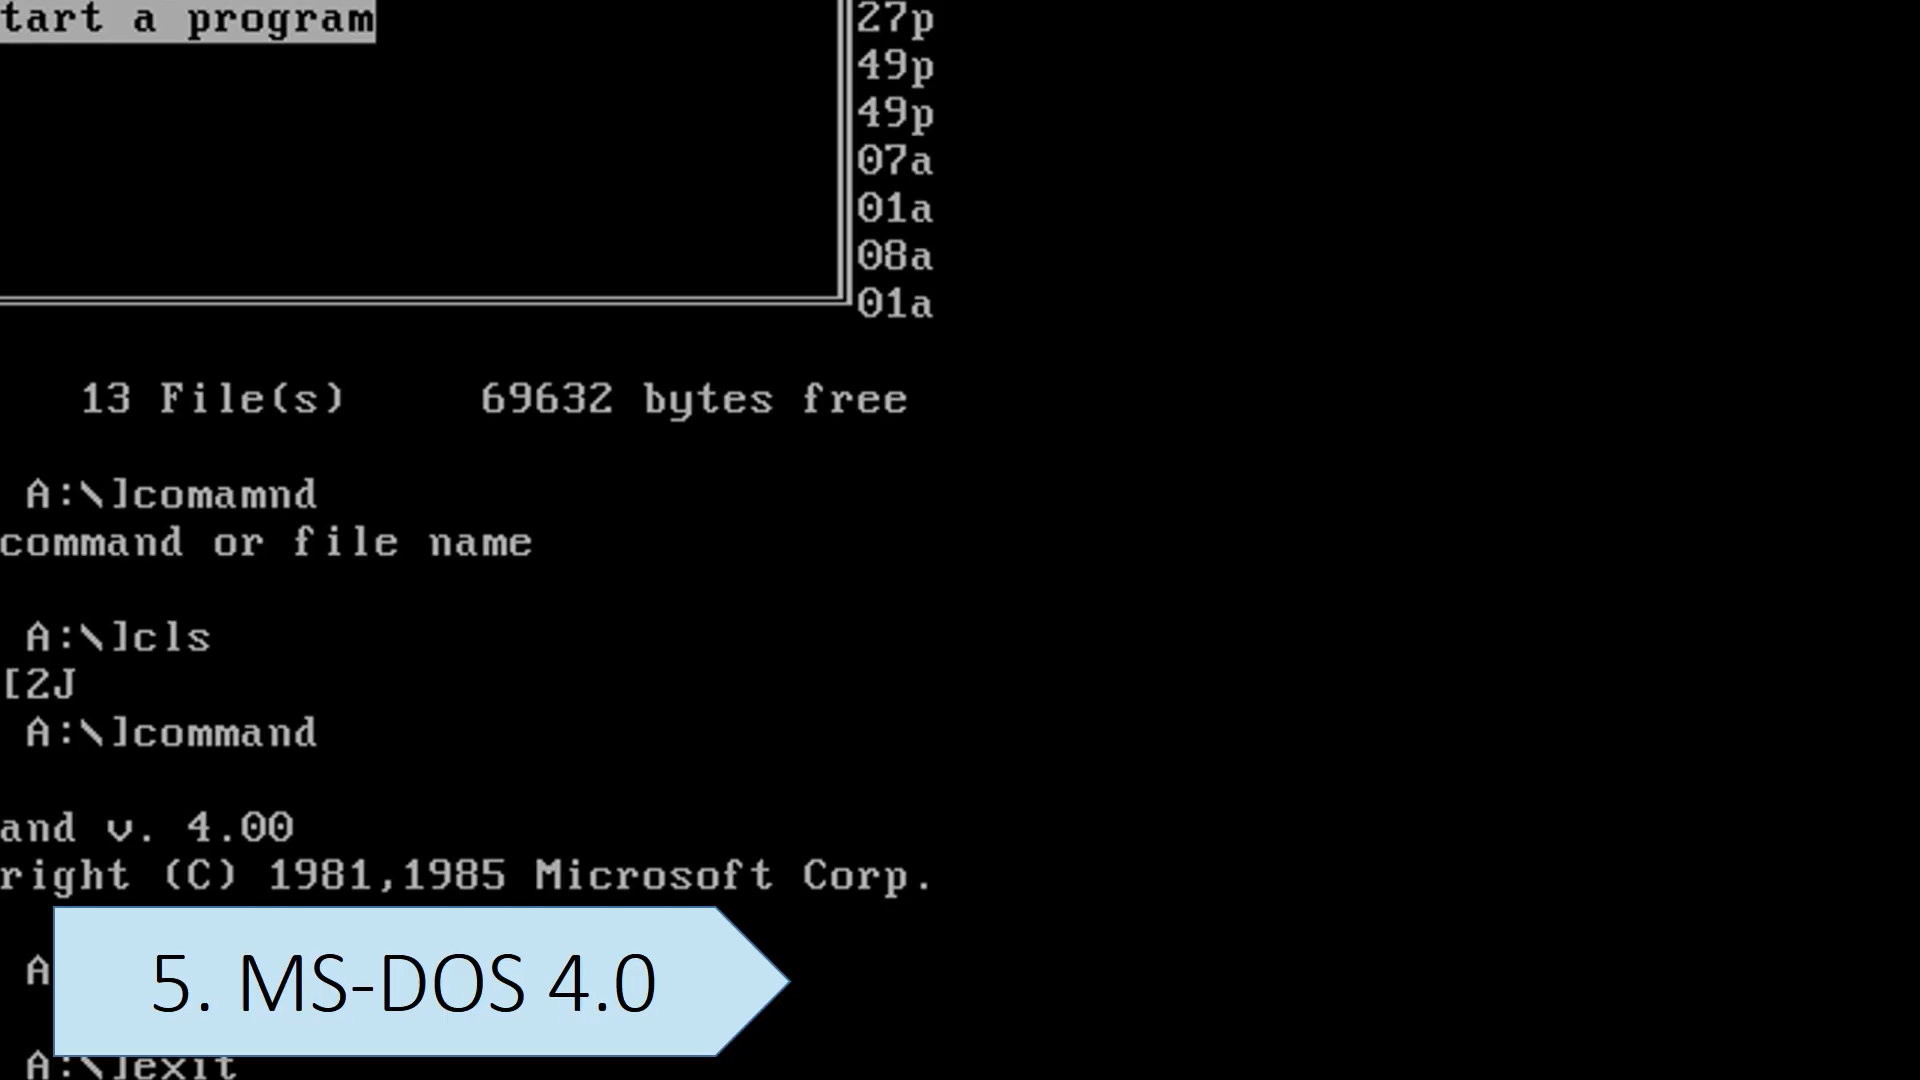 tart a program
27p
49p
49p
07a
01a
08a
01a
13 File(s) 69632 bytes free
A:\]comamnd
command or file name
A:\]cls
[2J
A:\]command
and v. 4.00
right (C) 1981,1985 Microsoft Corp.
A
5. MS-DOS 4.0
A:\]exit